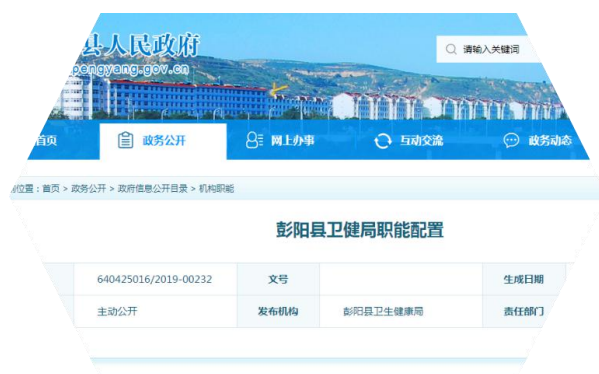 县人民政府
pengyang.gov.cn
请输入关键词
首页 政务公开 网上办事 互动交流 政务动态
位置：首页 > 政务公开 > 政府信息公开目录 > 机构职能
彭阳县卫健局职能配置
640425016/2019-00232 文号 生成日期
主动公开 发布机构 彭阳县卫生健康局 责任部门